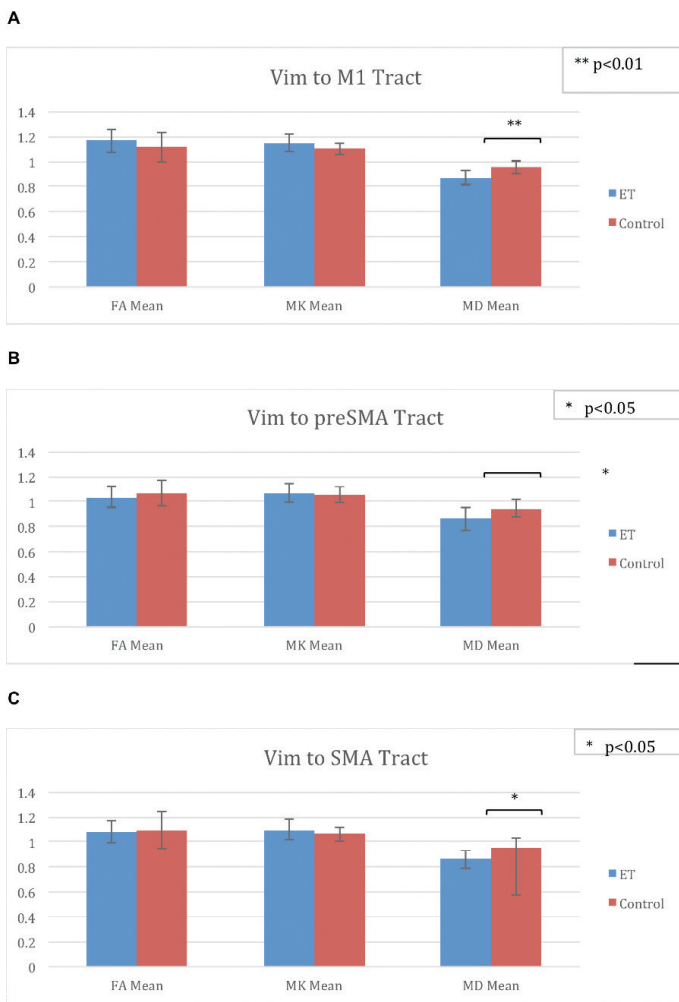 A
** p<0.01
Vim to M1 Tract
1.4
**
1.2
1
0.8
ET
0.6
Control
0.4
0.2
0
FA Mean MK Mean MD Mean
B
* p<0.05
Vim to preSMA Tract
1.4
1.2
*
1
0.8
ET
0.6
Control
0.4
0.2
0
FA Mean MK Mean MD Mean
C
* p<0.05
Vim to SMA Tract
1.4
*
1.2
1
0.8
ET
0.6
Control
0.4
0.2
0
FA Mean MK Mean MD Mean